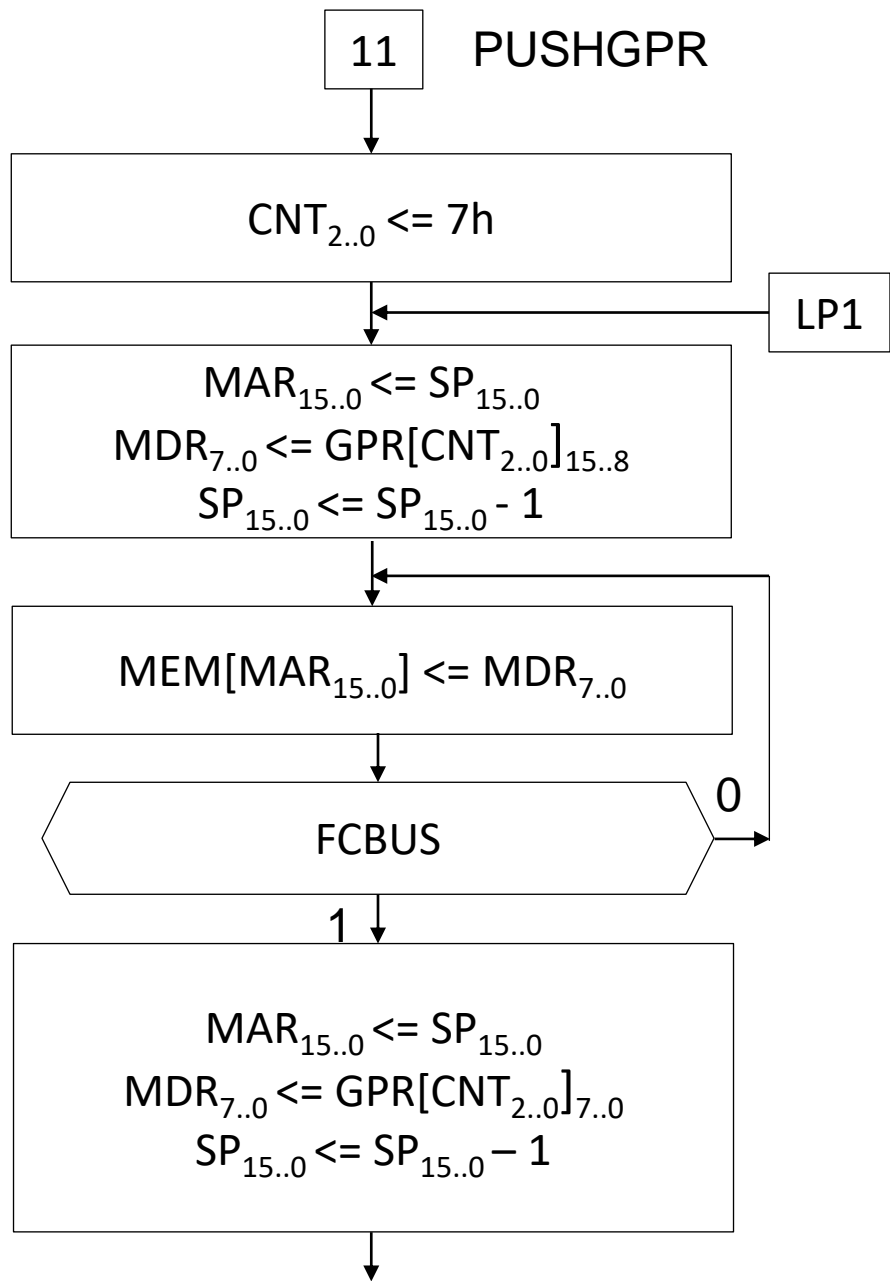 11 PUSHGPR
CNT2..0 <= 7h
LP1
MAR15..0 <= SP15..0
MDR7..0 <= GPR[CNT2..0]15..8
SP15..0 <= SP15..0 - 1
MEM[MAR15..0] <= MDR7..0
0
FCBUS
1
MAR15..0 <= SP15..0
MDR7..0 <= GPR[CNT2..0]7..0
SP15..0 <= SP15..0 – 1